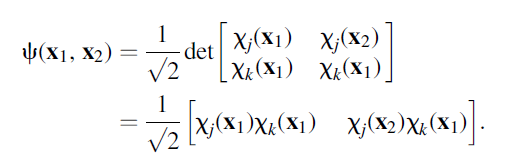 ψ(x₁, x₂) = 1/√2 det [ χⱼ(x₁) χⱼ(x₂)
χₖ(x₁) χₖ(x₁) ]
= 1/√2 [ χⱼ(x₁)χₖ(x₁) χⱼ(x₂)χₖ(x₁) ].